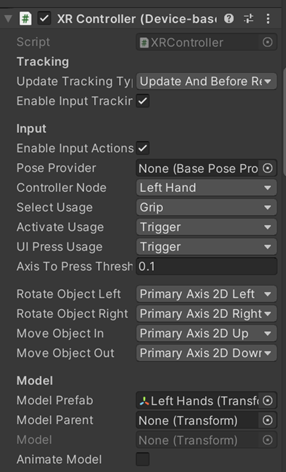 XR Controller (Device-base
Script XRController
Tracking
Update Tracking Typ Update And Before Re
Enable Input Trackin
Input
Enable Input Actions
Pose Provider None (Base Pose Pro
Controller Node Left Hand
Select Usage Grip
Activate Usage Trigger
UI Press Usage Trigger
Axis To Press Thresh 0.1
Rotate Object Left Primary Axis 2D Left
Rotate Object Right Primary Axis 2D Right
Move Object In Primary Axis 2D Up
Move Object Out Primary Axis 2D Down
Model
Model Prefab Left Hands (Transfo
Model Parent None (Transform)
Model None (Transform)
Animate Model